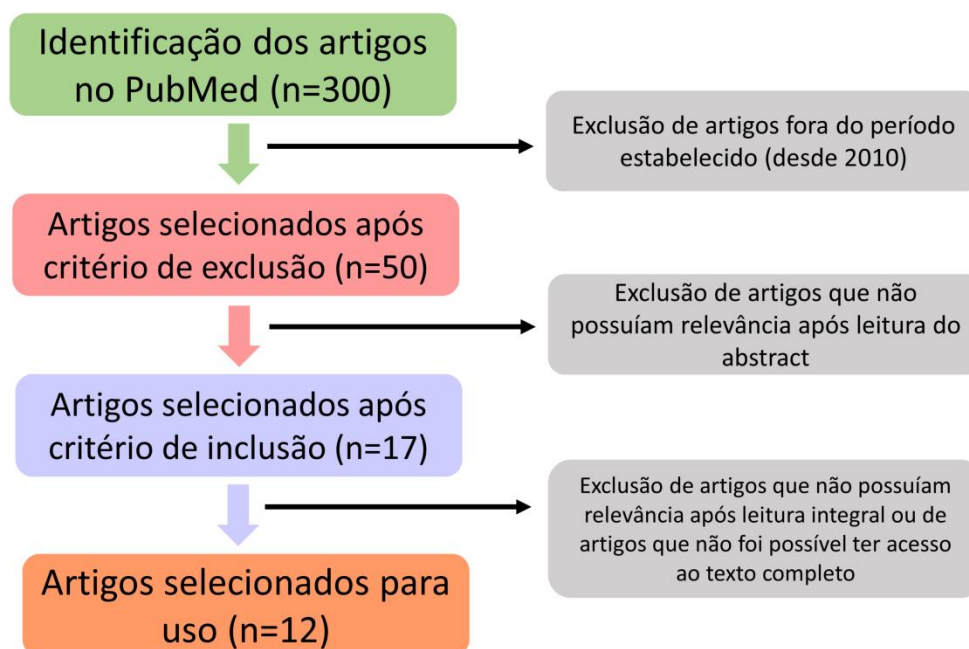 Identificação dos artigos
no PubMed (n=300)
Exclusão de artigos fora do período
estabelecido (desde 2010)
Artigos selecionados após
critério de exclusão (n=50)
Exclusão de artigos que não
possuíam relevância após leitura do
abstract
Artigos selecionados após
critério de inclusão (n=17)
Exclusão de artigos que não possuíam
relevância após leitura integral ou de
artigos que não foi possível ter acesso
ao texto completo
Artigos selecionados para
uso (n=12)